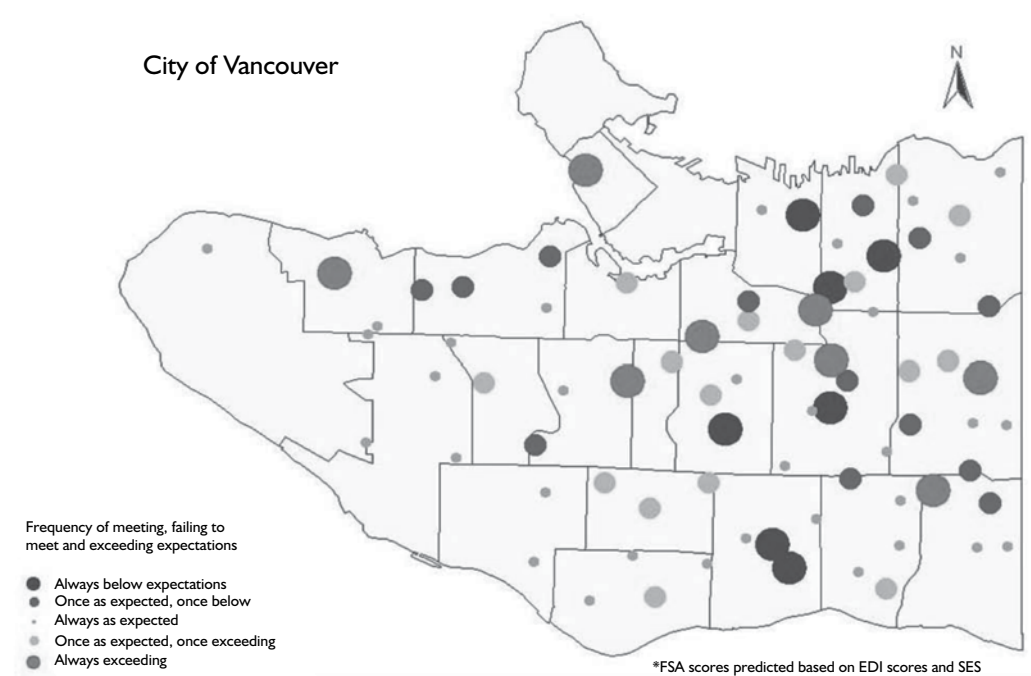 City of Vancouver
N
Frequency of meeting, failing to
meet and exceeding expectations
Always below expectations
Once as expected, once below
Always as expected
Once as expected, once exceeding
Always exceeding
*FSA scores predicted based on EDI scores and SES